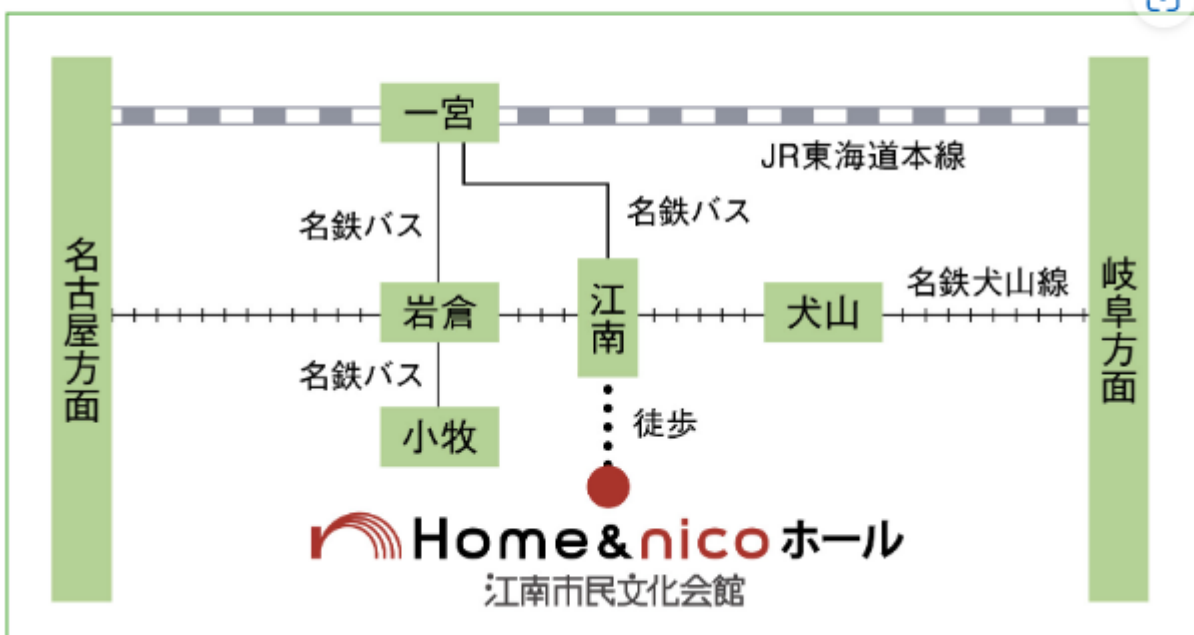 一宮
JR東海道本線
名鉄バス
名鉄バス
名古屋方面
岩倉
江南
犬山
名鉄犬山線
岐阜方面
名鉄バス
小牧
徒歩
Home&nicoホール
江南市民文化会館